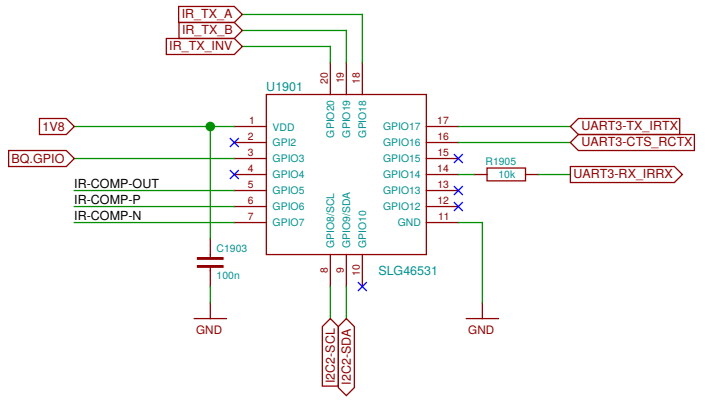 IR_TX_A
IR_TX_B
IR_TX_INV
20
19
18
U1901
GPIO20
GPIO19
GPIO18
1V8
1
VDD
GPIO17
17
UART3-TX_IRTX
2
GPI2
GPIO16
16
UART3-CTS_RCTX
BQ.GPIO
3
GPIO3
GPIO15
15
R1905
4
GPIO4
GPIO14
14
10k
UART3-RX_IRRX
IR-COMP-OUT
5
GPIO5
GPIO13
13
IR-COMP-P
6
GPIO6
GPIO12
12
IR-COMP-N
7
GPIO7
GND
11
GPIO8/SCL
GPIO9/SDA
GPIO10
C1903
100n
8
9
10
SLG46531
GND
GND
I2C2-SCL
I2C2-SDA